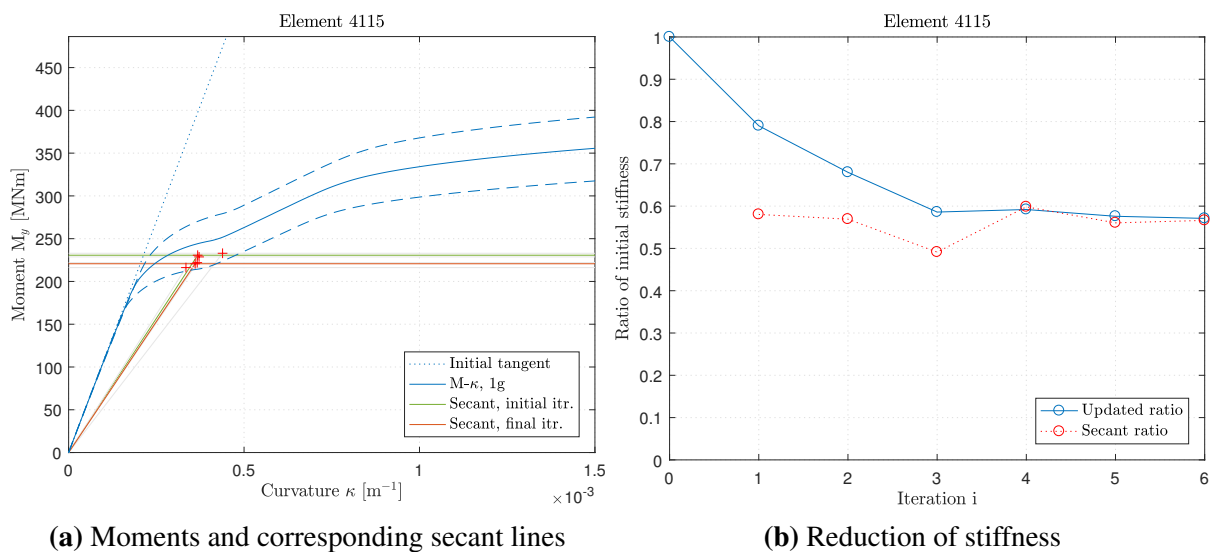 Element 4115
Moment M_y [MNm]
450
400
350
300
250
200
150
100
50
0
0
0.5
1
1.5
×10⁻³
Curvature κ [m⁻¹]
Initial tangent
M-κ, 1g
Secant, initial itr.
Secant, final itr.
(a) Moments and corresponding secant lines
Element 4115
Ratio of initial stiffness
1
0.9
0.8
0.7
0.6
0.5
0.4
0.3
0.2
0.1
0
0
1
2
3
4
5
6
Iteration i
Updated ratio
Secant ratio
(b) Reduction of stiffness